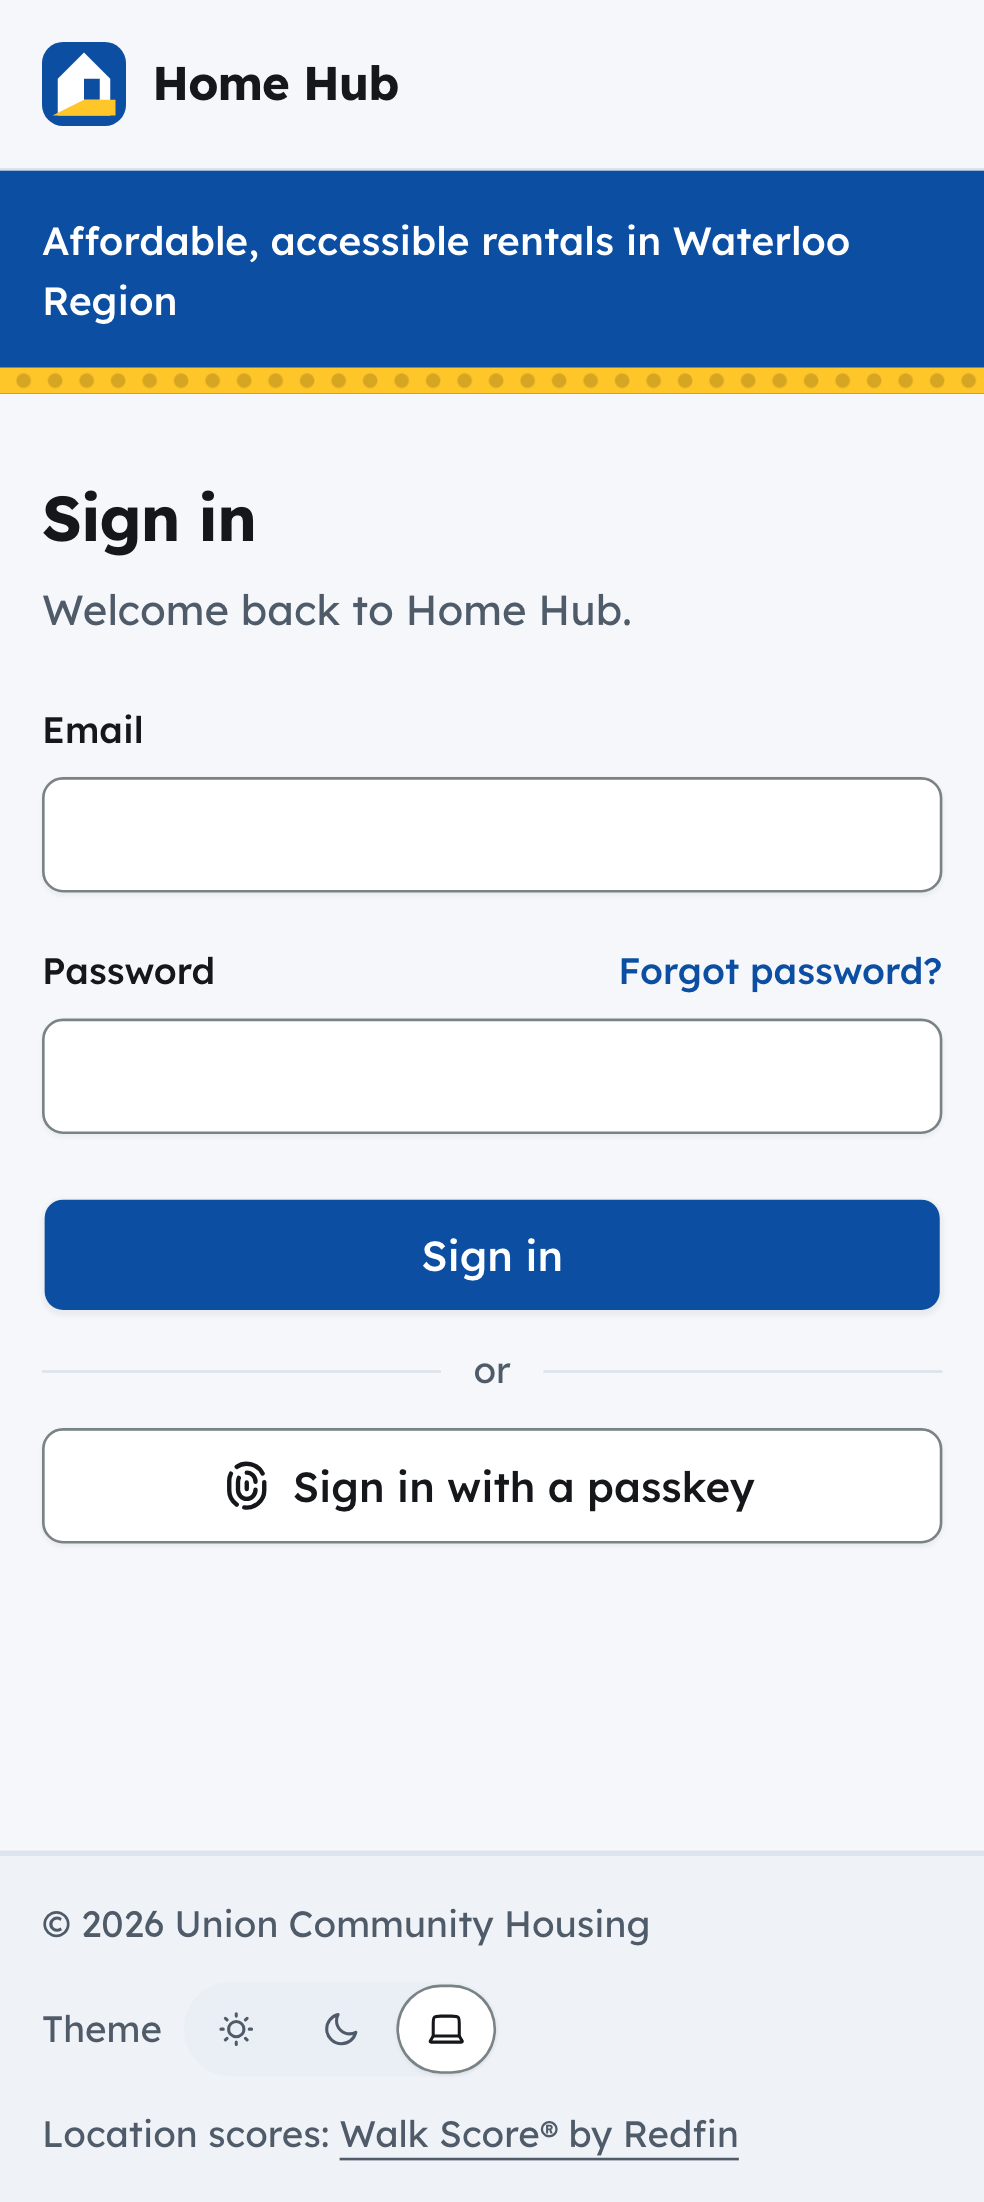 Home Hub
Affordable, accessible rentals in Waterloo
Region
Sign in
Welcome back to Home Hub.
Email
Password
Forgot password?
Sign in
or
Sign in with a passkey
© 2026 Union Community Housing
Theme
Location scores: Walk Score® by Redfin